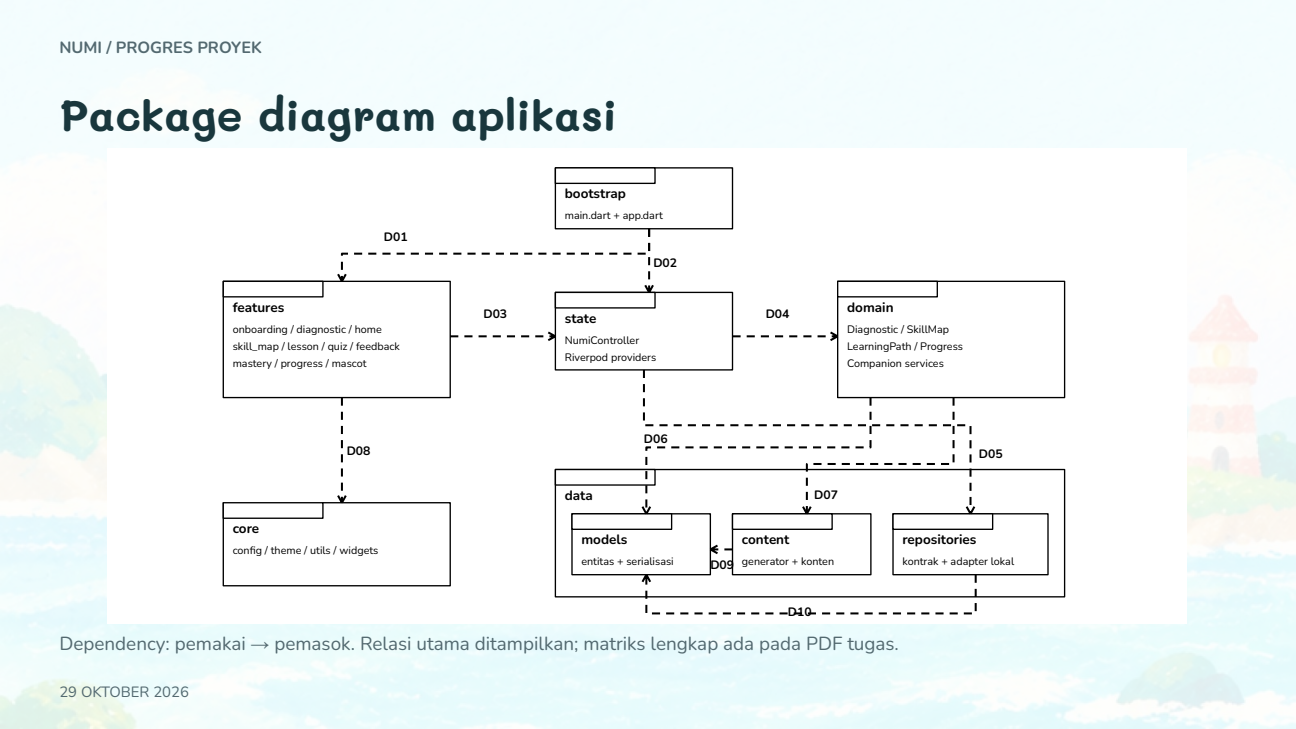 NUMI / PROGRES PROYEK
Package diagram aplikasi
bootstrap
main.dart + app.dart
D01
D02
features
onboarding / diagnostic / home
skill_map / lesson / quiz / feedback
mastery / progress / mascot
D03
state
NumiController
Riverpod providers
D04
domain
Diagnostic / SkillMap
LearningPath / Progress
Companion services
D08
D06
D05
core
config / theme / utils / widgets
data
D07
models
entitas + serialisasi
D09
content
generator + konten
repositories
kontrak + adapter lokal
D10
Dependency: pemakai → pemasok. Relasi utama ditampilkan; matriks lengkap ada pada PDF tugas.
29 OKTOBER 2026